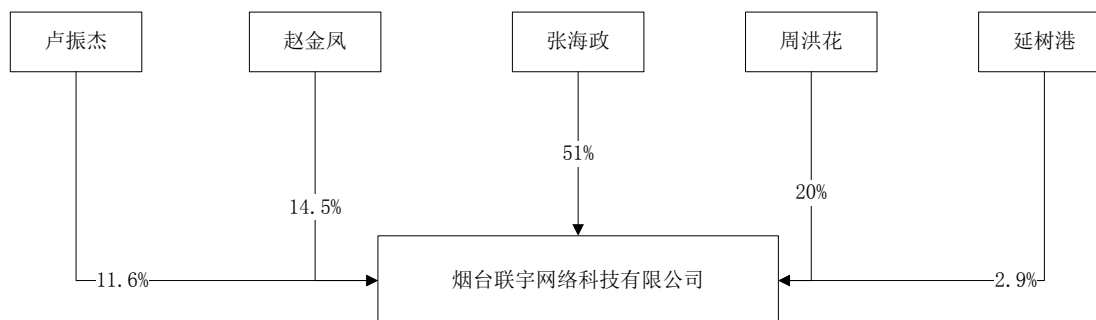 卢振杰
赵金凤
张海政
周洪花
延树港
51%
14.5%
20%
11.6%
烟台联宇网络科技有限公司
2.9%